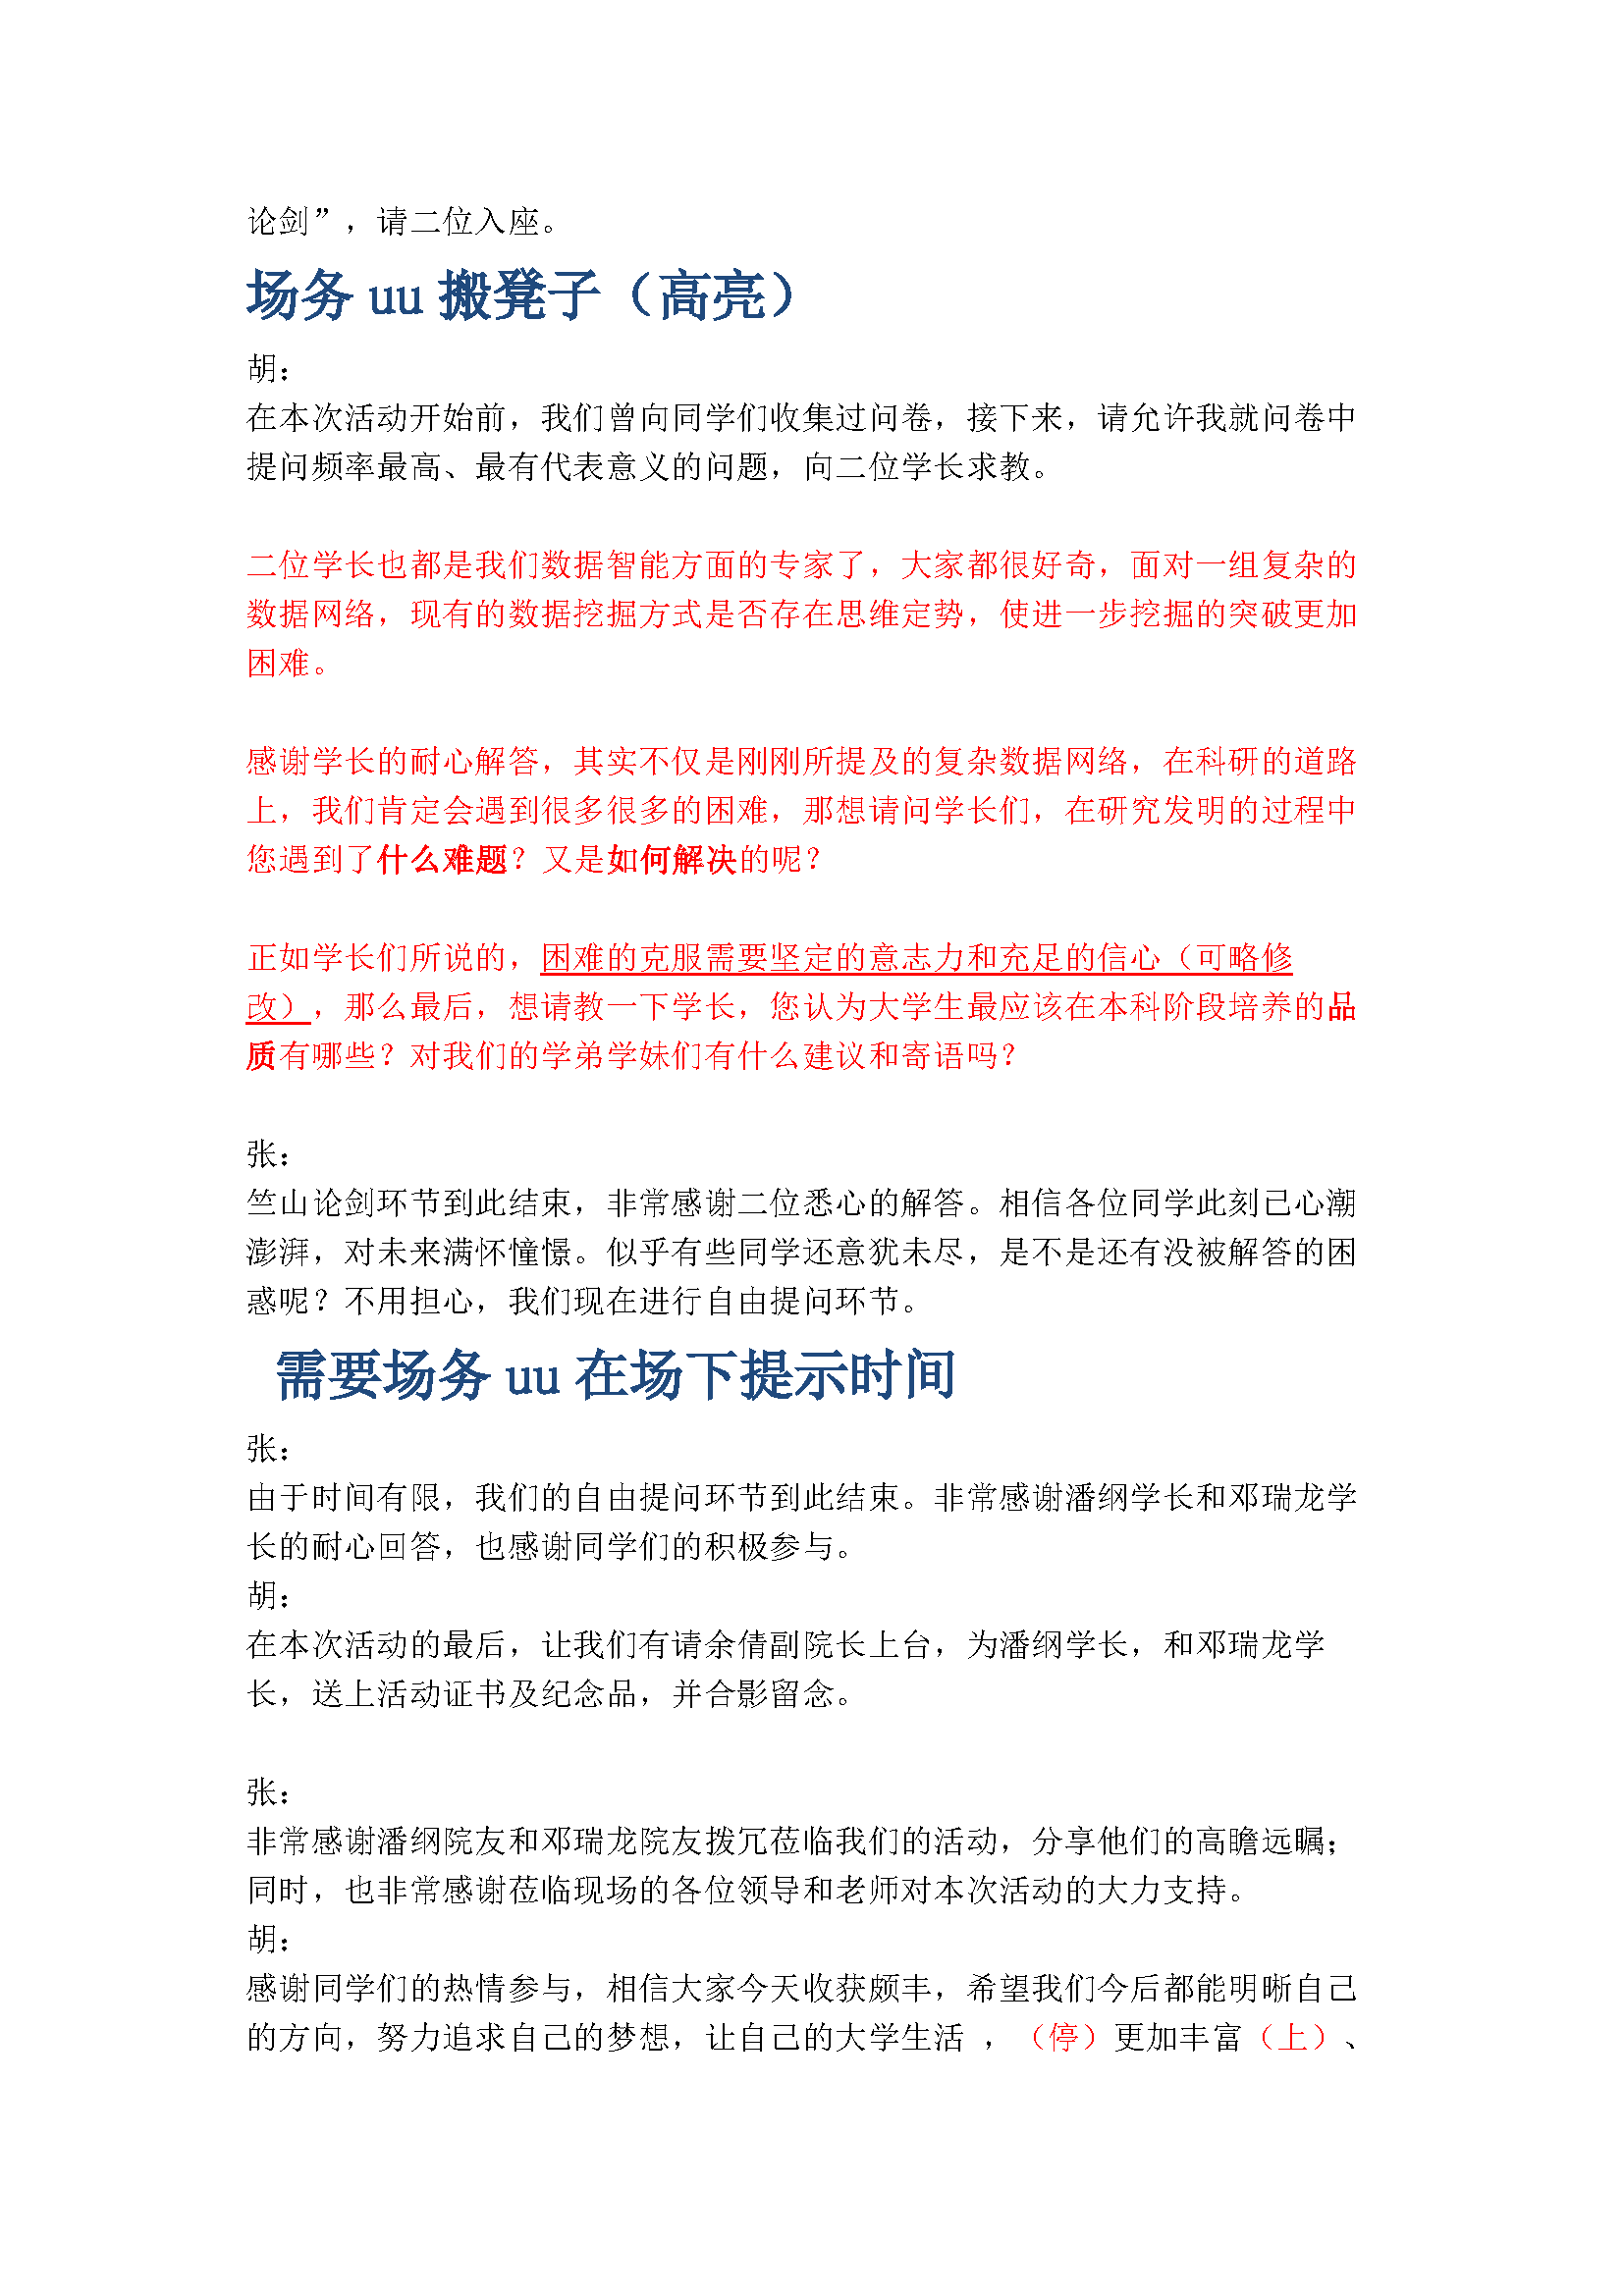 论剑”，请二位入座。
场务 uu 搬凳子（高亮）
胡：
在本次活动开始前，我们曾向同学们收集过问卷，接下来，请允许我就问卷中
提问频率最高、最有代表意义的问题，向二位学长求教。
二位学长也都是我们数据智能方面的专家了，大家都很好奇，面对一组复杂的
数据网络，现有的数据挖掘方式是否存在思维定势，使进一步挖掘的突破更加
困难。
感谢学长的耐心解答，其实不仅是刚刚所提及的复杂数据网络，在科研的道路
上，我们肯定会遇到很多很多的困难，那想请问学长们，在研究发明的过程中
您遇到了什么难题？又是如何解决的呢？
正如学长们所说的，困难的克服需要坚定的意志力和充足的信心（可略修
改），那么最后，想请教一下学长，您认为大学生最应该在本科阶段培养的品
质有哪些？对我们的学弟学妹们有什么建议和寄语吗？
张：
竺山论剑环节到此结束，非常感谢二位悉心的解答。相信各位同学此刻已心潮
澎湃，对未来满怀憧憬。似乎有些同学还意犹未尽，是不是还有没被解答的困
惑呢？不用担心，我们现在进行自由提问环节。
需要场务 uu 在场下提示时间
张：
由于时间有限，我们的自由提问环节到此结束。非常感谢潘纲学长和邓瑞龙学
长的耐心回答，也感谢同学们的积极参与。
胡：
在本次活动的最后，让我们有请余倩副院长上台，为潘纲学长，和邓瑞龙学
长，送上活动证书及纪念品，并合影留念。
张：
非常感谢潘纲院友和邓瑞龙院友拨冗莅临我们的活动，分享他们的高瞻远瞩；
同时，也非常感谢莅临现场的各位领导和老师对本次活动的大力支持。
胡：
感谢同学们的热情参与，相信大家今天收获颇丰，希望我们今后都能明晰自己
的方向，努力追求自己的梦想，让自己的大学生活 ，（停）更加丰富（上）、